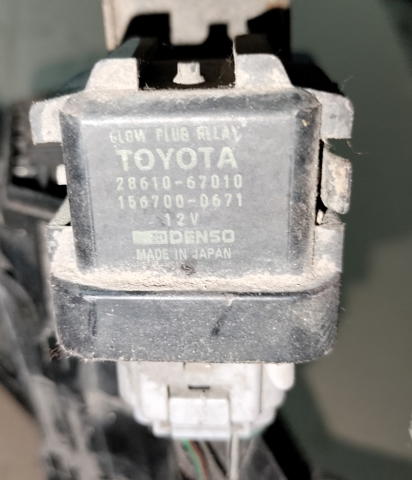 GLOW PLUG RELAY
TOYOTA
28610-67010
156700-0671
12V
DENSO
MADE IN JAPAN